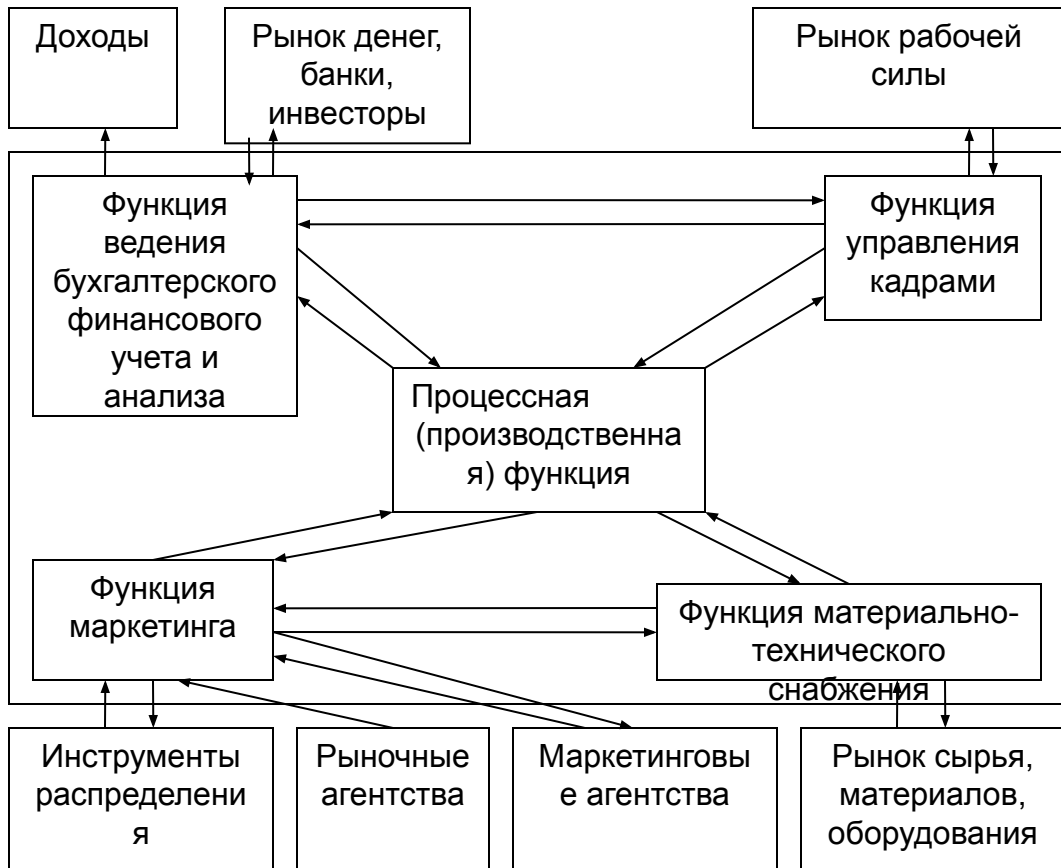 Доходы
Рынок денег,
банки,
инвесторы
Рынок рабочей
силы
Функция
ведения
бухгалтерского
финансового
учета и
анализа
Функция
управления
кадрами
Процессная
(производственна
я) функция
Функция
маркетинга
Функция материально-
технического
снабжения
Инструменты
распределени
я
Рыночные
агентства
Маркетинговы
е агентства
Рынок сырья,
материалов,
оборудования